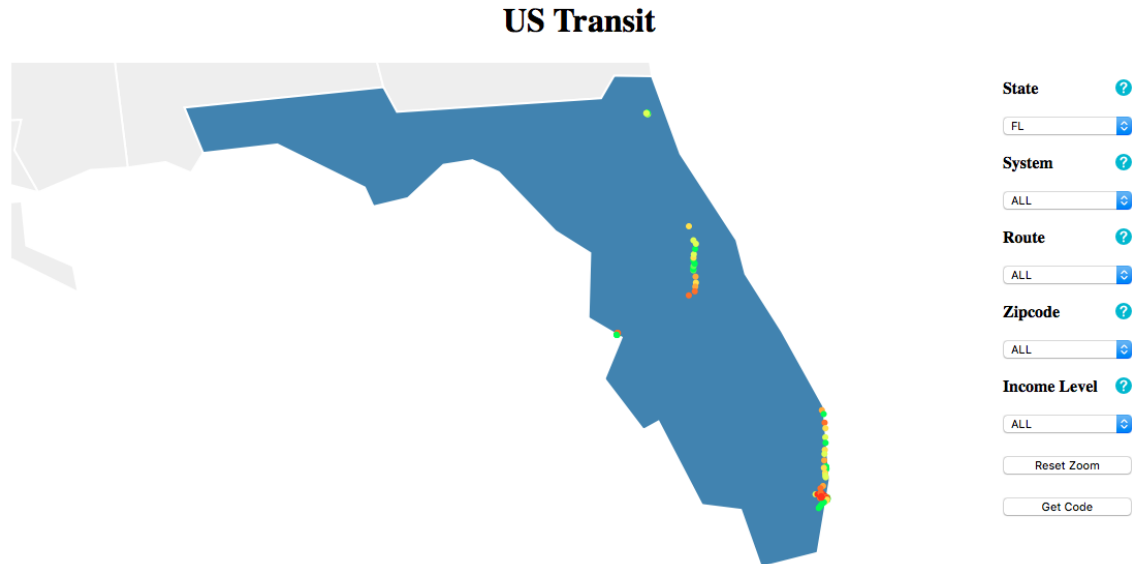 US Transit
State ?
FL
System ?
ALL
Route ?
ALL
Zipcode ?
ALL
Income Level ?
ALL
Reset Zoom
Get Code